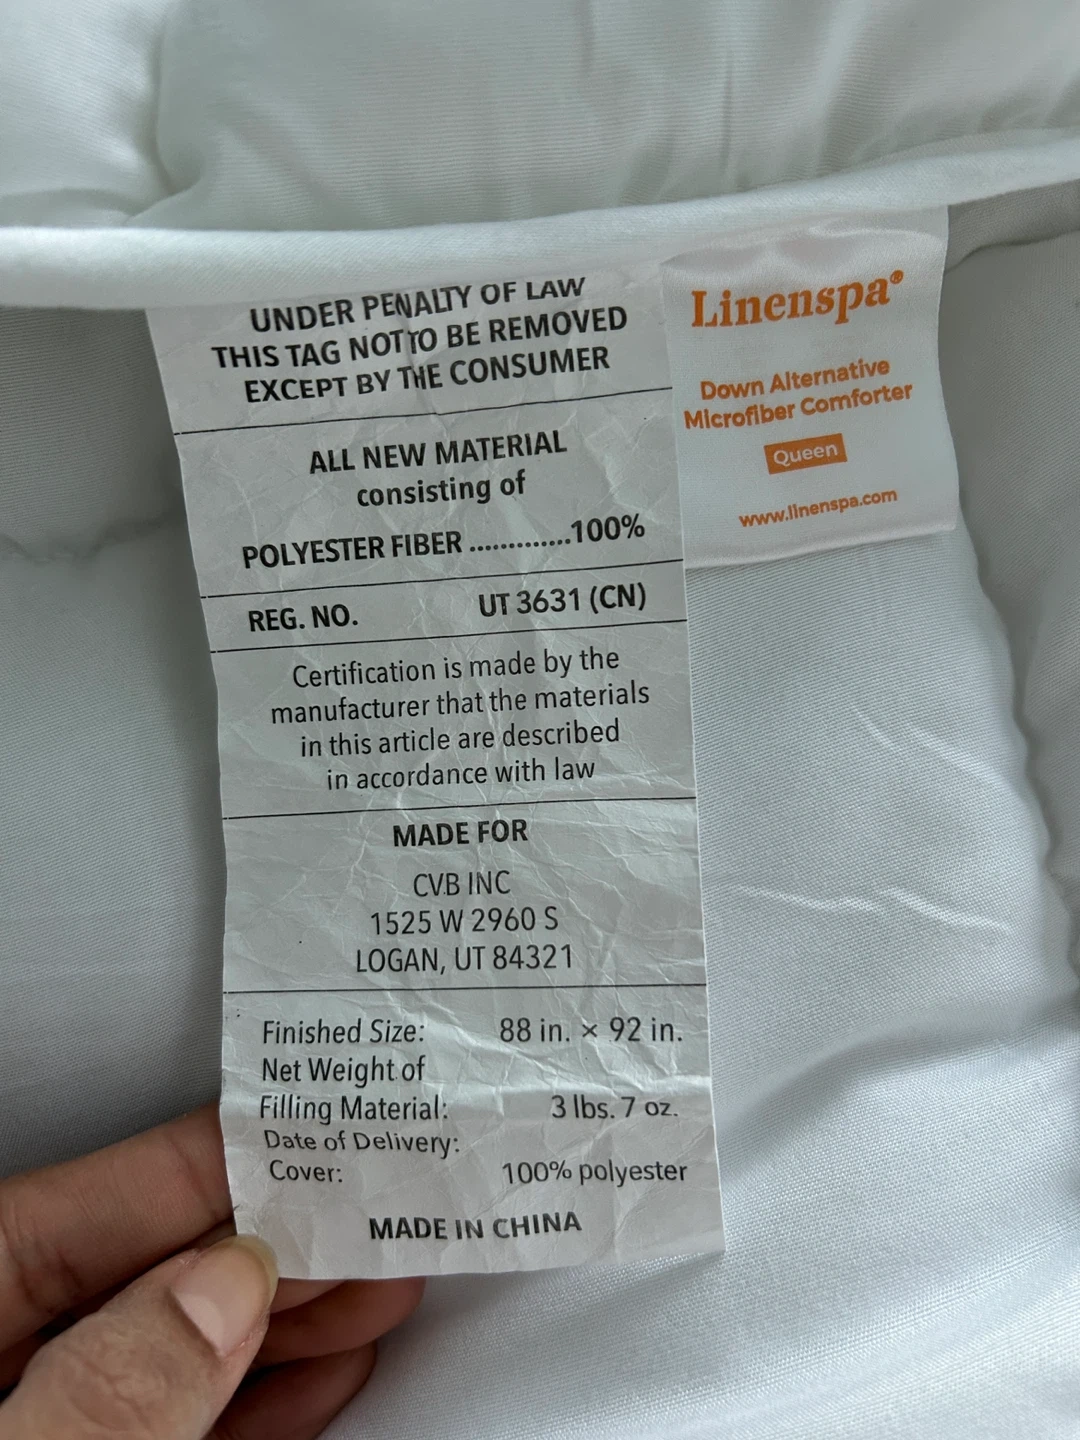 UNDER PENALTY OF LAW
THIS TAG NOT TO BE REMOVED
EXCEPT BY THE CONSUMER
ALL NEW MATERIAL
consisting of
POLYESTER FIBER .............100%
REG. NO. UT 3631 (CN)
Certification is made by the
manufacturer that the materials
in this article are described
in accordance with law
MADE FOR
CVB INC
1525 W 2960 S
LOGAN, UT 84321
Finished Size: 88 in. × 92 in.
Net Weight of
Filling Material: 3 lbs. 7 oz.
Date of Delivery:
Cover: 100% polyester
MADE IN CHINA
Linenspa®
Down Alternative
Microfiber Comforter
Queen
www.linenspa.com